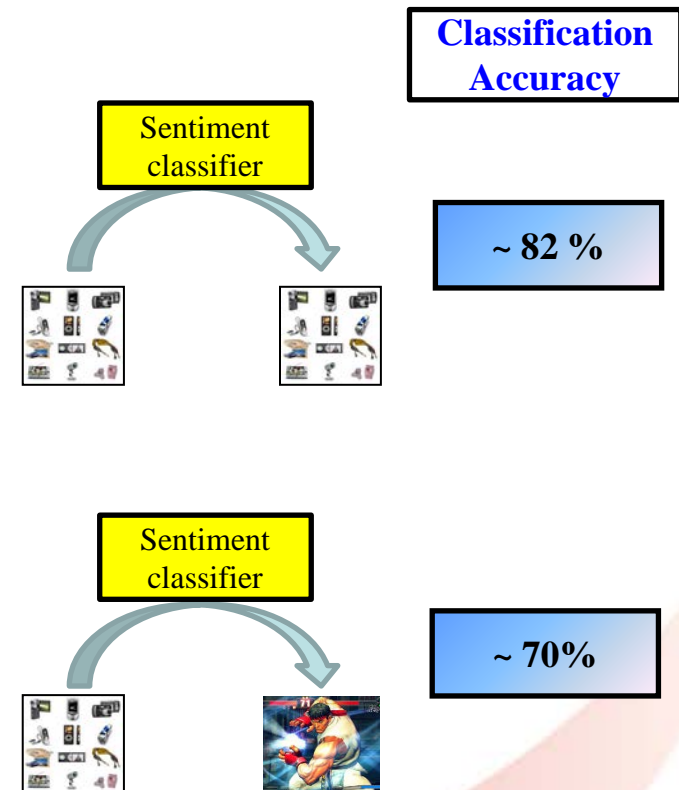 Classification
Accuracy
Sentiment
classifier
~ 82 %
Sentiment
classifier
~ 70%